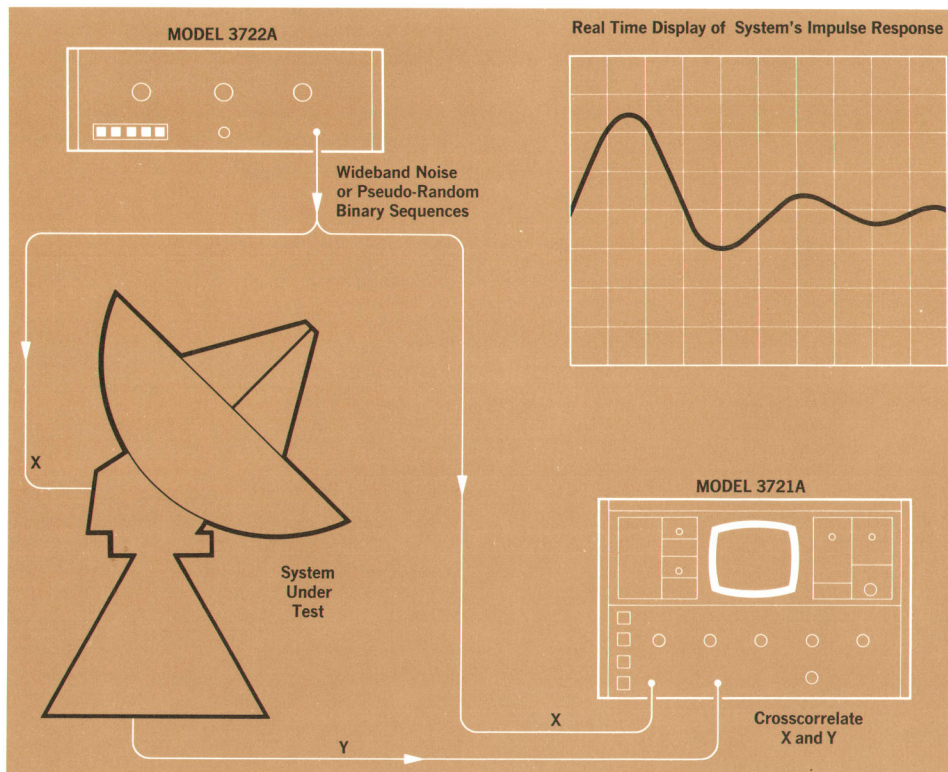 MODEL 3722A
Real Time Display of System's Impulse Response
Wideband Noise
or Pseudo-Random
Binary Sequences
X
System
Under
Test
MODEL 3721A
X
Crosscorrelate
X and Y
Y